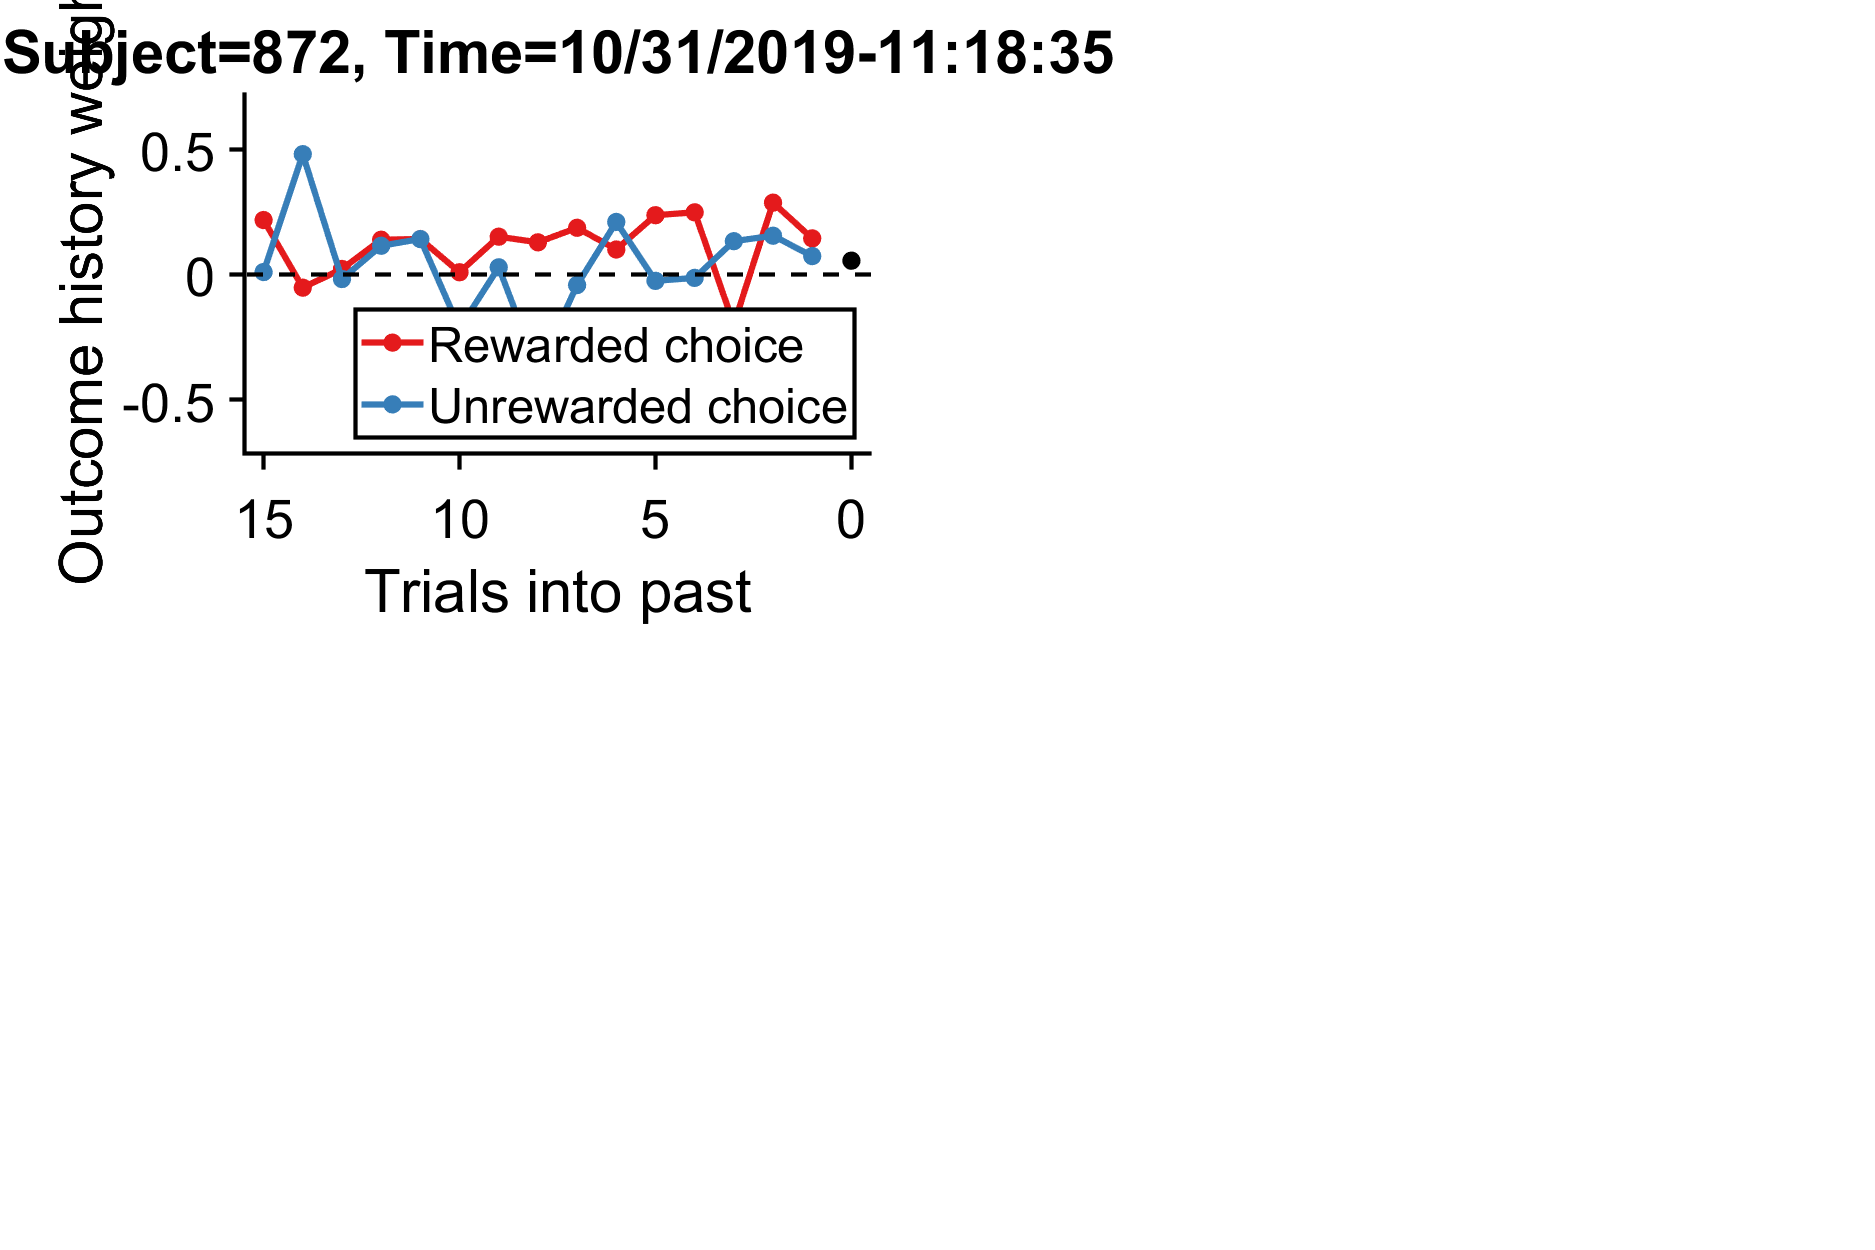 Subject=872, Time=10/31/2019-11:18:35
Outcome history
0.5
0
-0.5
Rewarded choice
Unrewarded choice
15 10 5 0
Trials into past